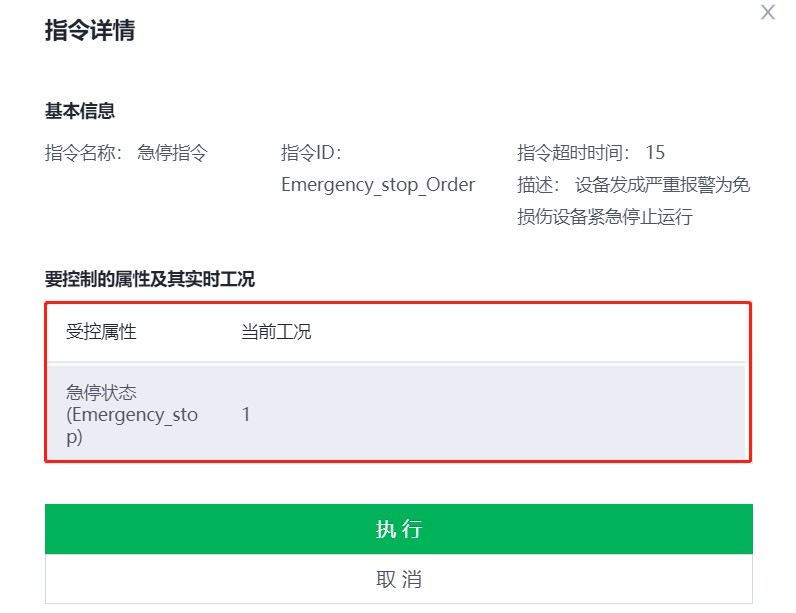 指令详情
基本信息
指令名称： 急停指令
指令ID：
Emergency_stop_Order
指令超时时间： 15
描述： 设备发成严重报警为免
损伤设备紧急停止运行
要控制的属性及其实时工况
受控属性 当前工况
急停状态
(Emergency_sto
p)
1
执 行
取 消